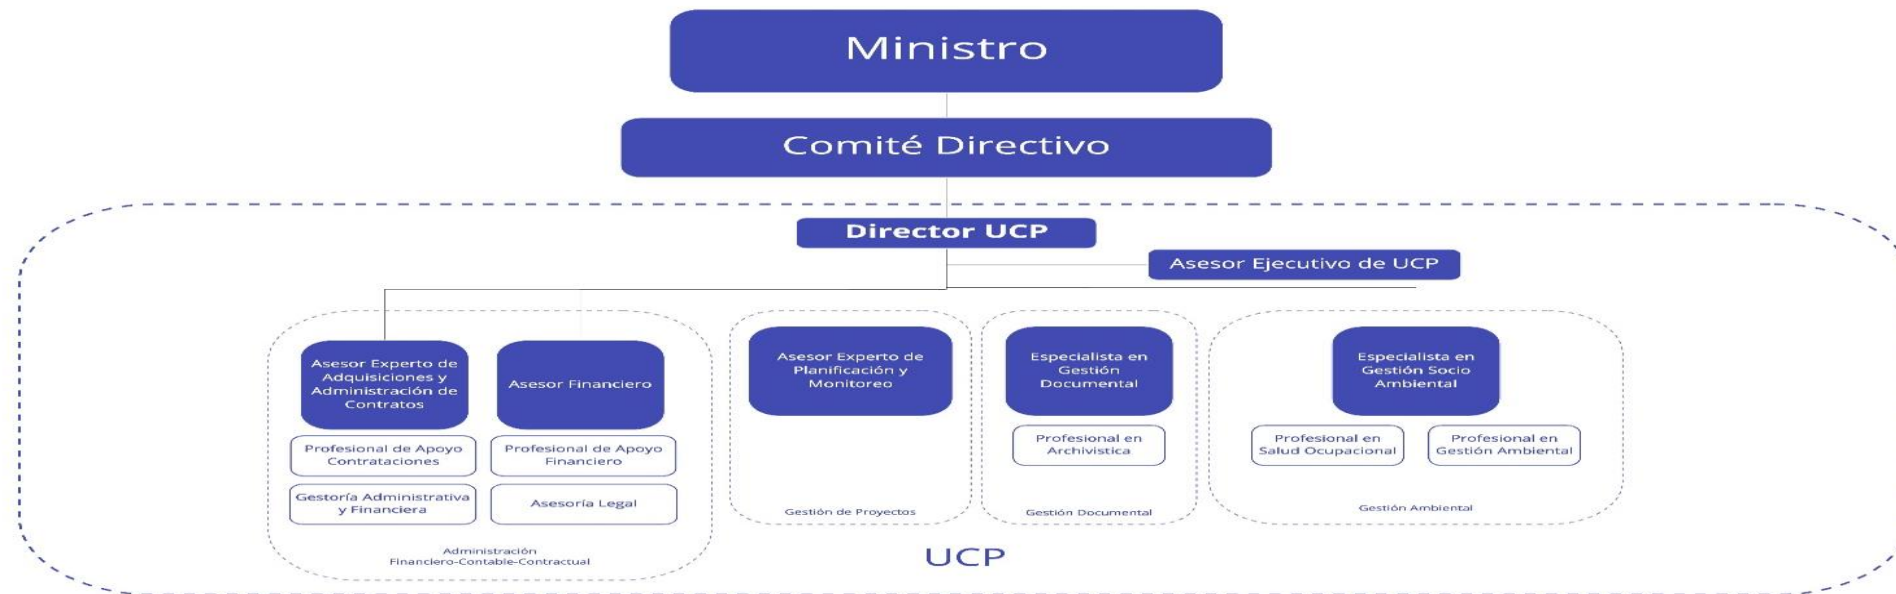 Ministro
Comité Directivo
Director UCP
Asesor Ejecutivo de UCP
Asesor Experto de
Adquisiciones y
Administración de
Contratos
Asesor Financiero
Profesional de Apoyo
Contrataciones
Profesional de Apoyo
Financiero
Gestoría Administrativa
y Financiera
Asesoría Legal
Administración
Financiero-Contable-Contractual
Asesor Experto de
Planificación y
Monitoreo
Gestión de Proyectos
Especialista en
Gestión
Documental
Profesional en
Archivistica
Gestión Documental
Especialista en
Gestión Socio
Ambiental
Profesional en
Salud Ocupacional
Profesional en
Gestión Ambiental
Gestión Ambiental
UCP